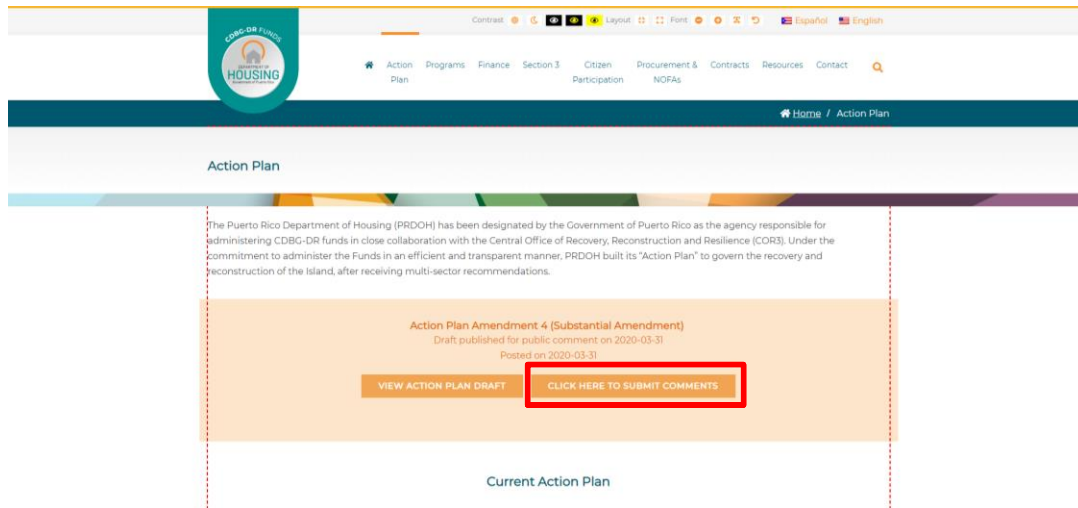 Contrast Layout Font Español English
CDBG-DR FUNDS
DEPARTMENT OF
HOUSING
Government of Puerto Rico
Action Plan Programs Finance Section 3 Citizen Participation Procurement & NOFAs Contracts Resources Contact
Home / Action Plan
Action Plan
The Puerto Rico Department of Housing (PRDOH) has been designated by the Government of Puerto Rico as the agency responsible for
administering CDBG-DR funds in close collaboration with the Central Office of Recovery, Reconstruction and Resilience (COR3). Under the
commitment to administer the Funds in an efficient and transparent manner, PRDOH built its “Action Plan” to govern the recovery and
reconstruction of the Island, after receiving multi-sector recommendations.
Action Plan Amendment 4 (Substantial Amendment)
Draft published for public comment on 2020-03-31
Posted on 2020-03-31
VIEW ACTION PLAN DRAFT CLICK HERE TO SUBMIT COMMENTS
Current Action Plan